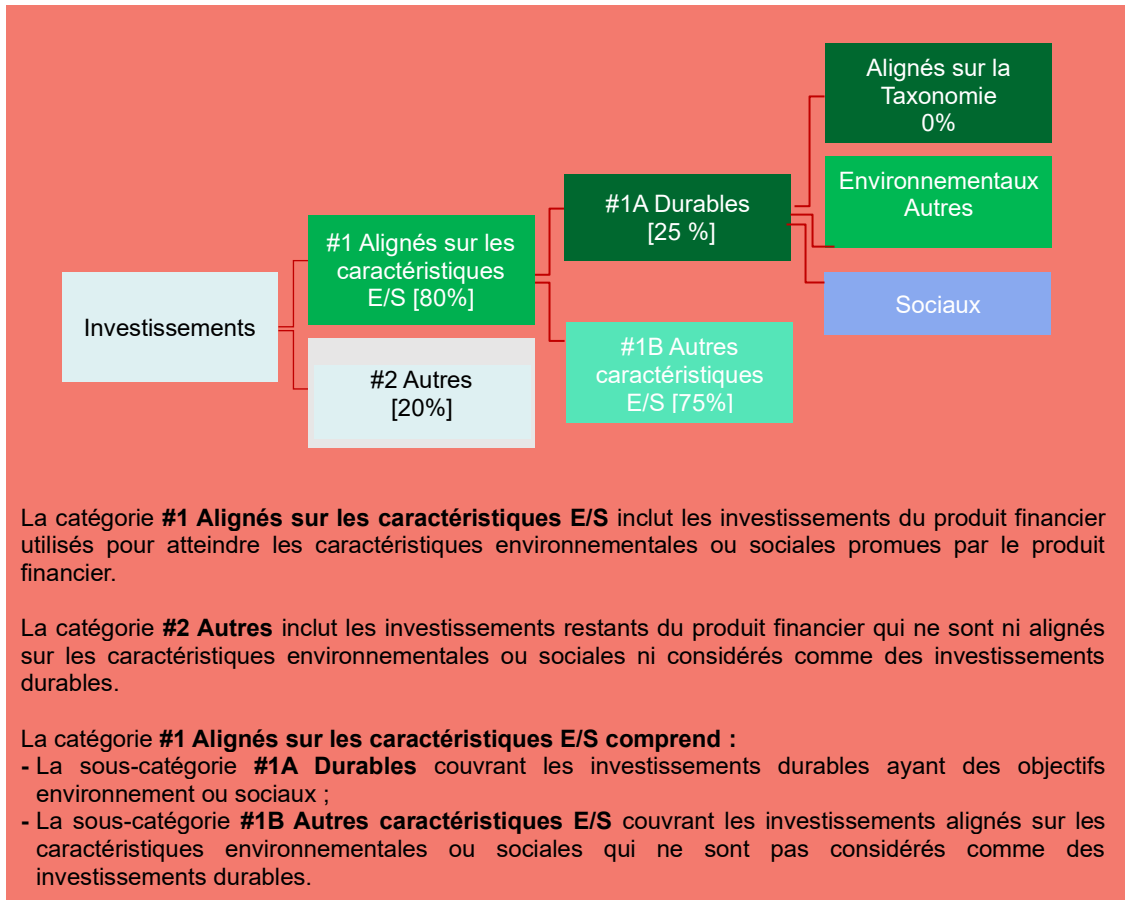 Investissements
#1 Alignés sur les
caractéristiques
E/S [80%]
#2 Autres
[20%]
#1A Durables
[25 %]
#1B Autres
caractéristiques
E/S [75%]
Alignés sur la
Taxonomie
0%
Environnementaux
Autres
Sociaux
La catégorie #1 Alignés sur les caractéristiques E/S inclut les investissements du produit financier
utilisés pour atteindre les caractéristiques environnementales ou sociales promues par le produit
financier.
La catégorie #2 Autres inclut les investissements restants du produit financier qui ne sont ni alignés
sur les caractéristiques environnementales ou sociales ni considérés comme des investissements
durables.
La catégorie #1 Alignés sur les caractéristiques E/S comprend :
- La sous-catégorie #1A Durables couvrant les investissements durables ayant des objectifs
environnement ou sociaux ;
- La sous-catégorie #1B Autres caractéristiques E/S couvrant les investissements alignés sur les
caractéristiques environnementales ou sociales qui ne sont pas considérés comme des
investissements durables.